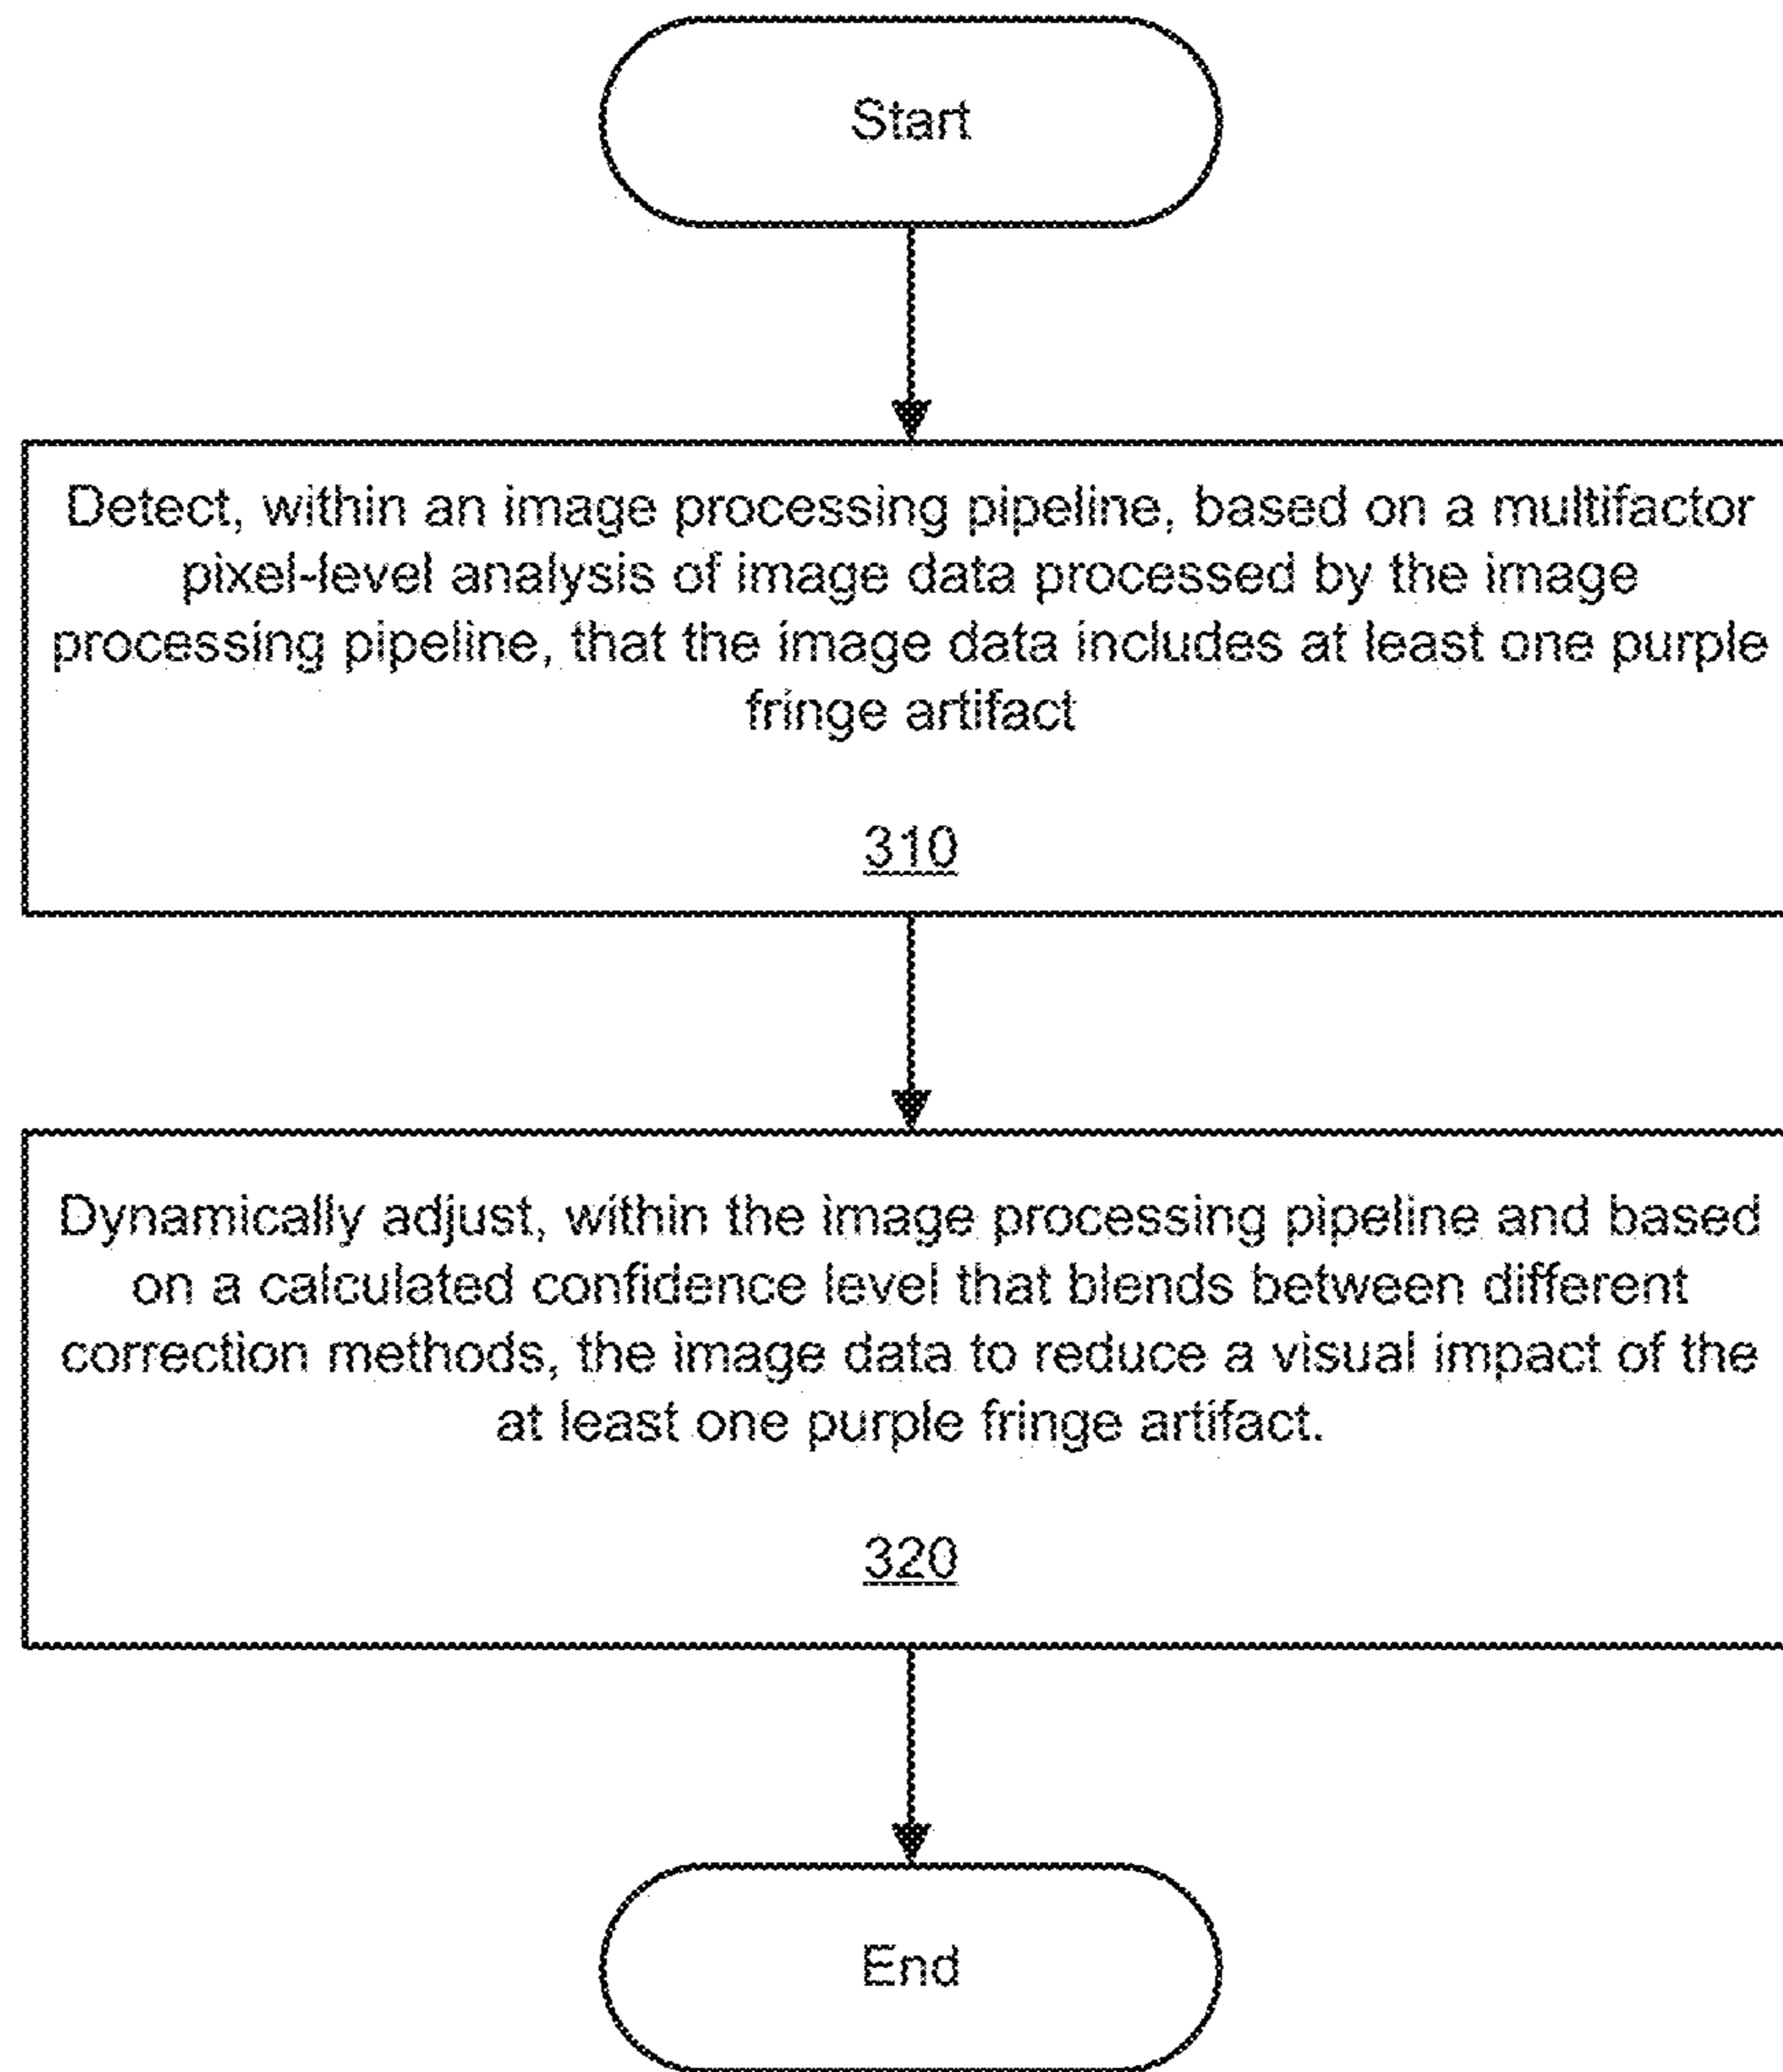 Start
Detect, within an image processing pipeline, based on a multifactor
pixel-level analysis of image data processed by the image
processing pipeline, that the image data includes at least one purple
fringe artifact
310
Dynamically adjust, within the image processing pipeline and based
on a calculated confidence level that blends between different
correction methods, the image data to reduce a visual impact of the
at least one purple fringe artifact.
320
End